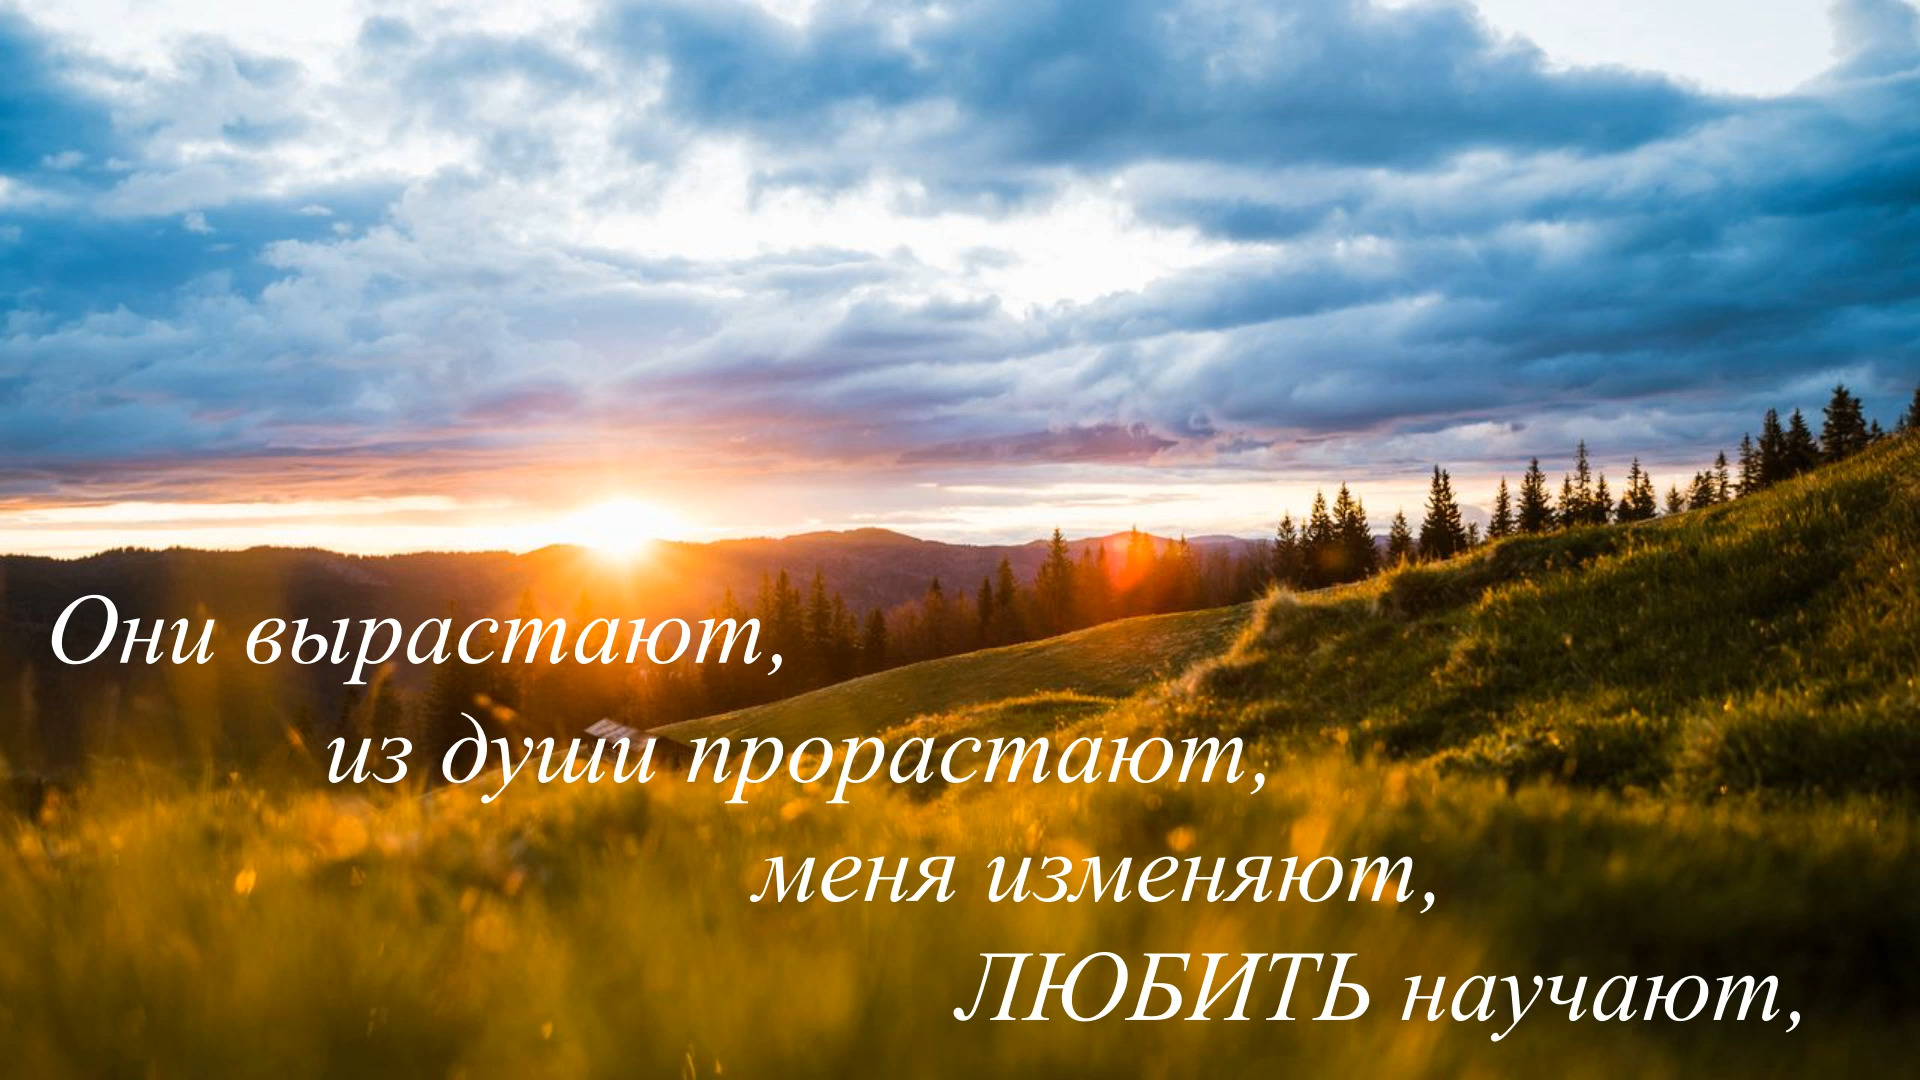 Они вырастают,
из души прорастают,
меня изменяют,
ЛЮБИТЬ научают,